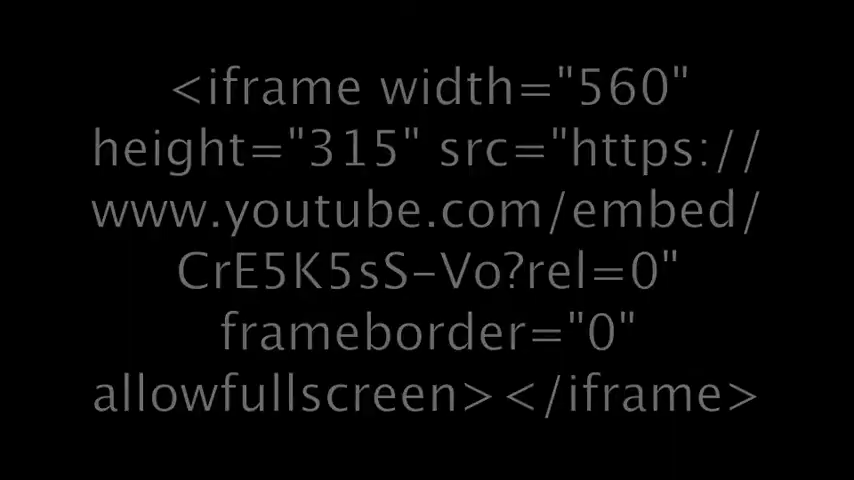 <iframe width="560"
height="315" src="https://
www.youtube.com/embed/
CrE5K5sS-Vo?rel=0"
frameborder="0"
allowfullscreen></iframe>